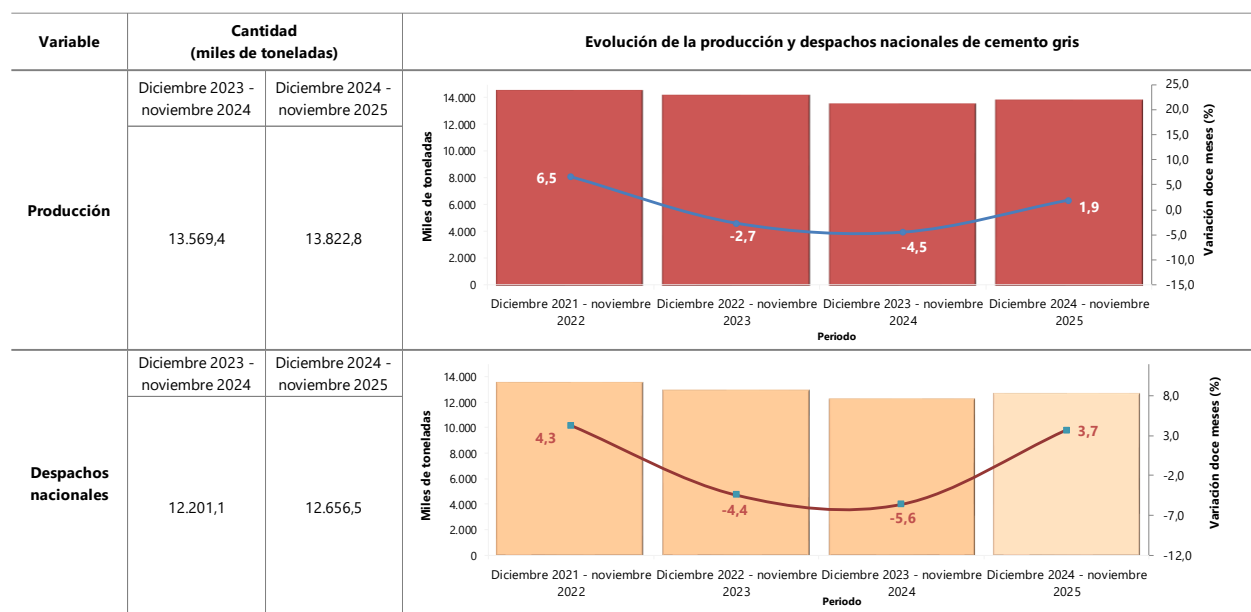 Variable
Cantidad
(miles de toneladas)
Evolución de la producción y despachos nacionales de cemento gris
Producción
Diciembre 2023 -
noviembre 2024
Diciembre 2024 -
noviembre 2025
13.569,4
13.822,8
Miles de toneladas
14.000
12.000
10.000
8.000
6.000
4.000
2.000
0
6,5
-2,7
-4,5
1,9
25,0
20,0
15,0
10,0
5,0
0,0
-5,0
-10,0
-15,0
Variación doce meses (%)
Diciembre 2021 - noviembre
2022
Diciembre 2022 - noviembre
2023
Diciembre 2023 - noviembre
2024
Diciembre 2024 - noviembre
2025
Periodo
Despachos
nacionales
Diciembre 2023 -
noviembre 2024
Diciembre 2024 -
noviembre 2025
12.201,1
12.656,5
Miles de toneladas
14.000
12.000
10.000
8.000
6.000
4.000
2.000
0
4,3
-4,4
-5,6
3,7
8,0
3,0
-2,0
-7,0
-12,0
Variación doce meses (%)
Diciembre 2021 - noviembre
2022
Diciembre 2022 - noviembre
2023
Diciembre 2023 - noviembre
2024
Diciembre 2024 - noviembre
2025
Periodo